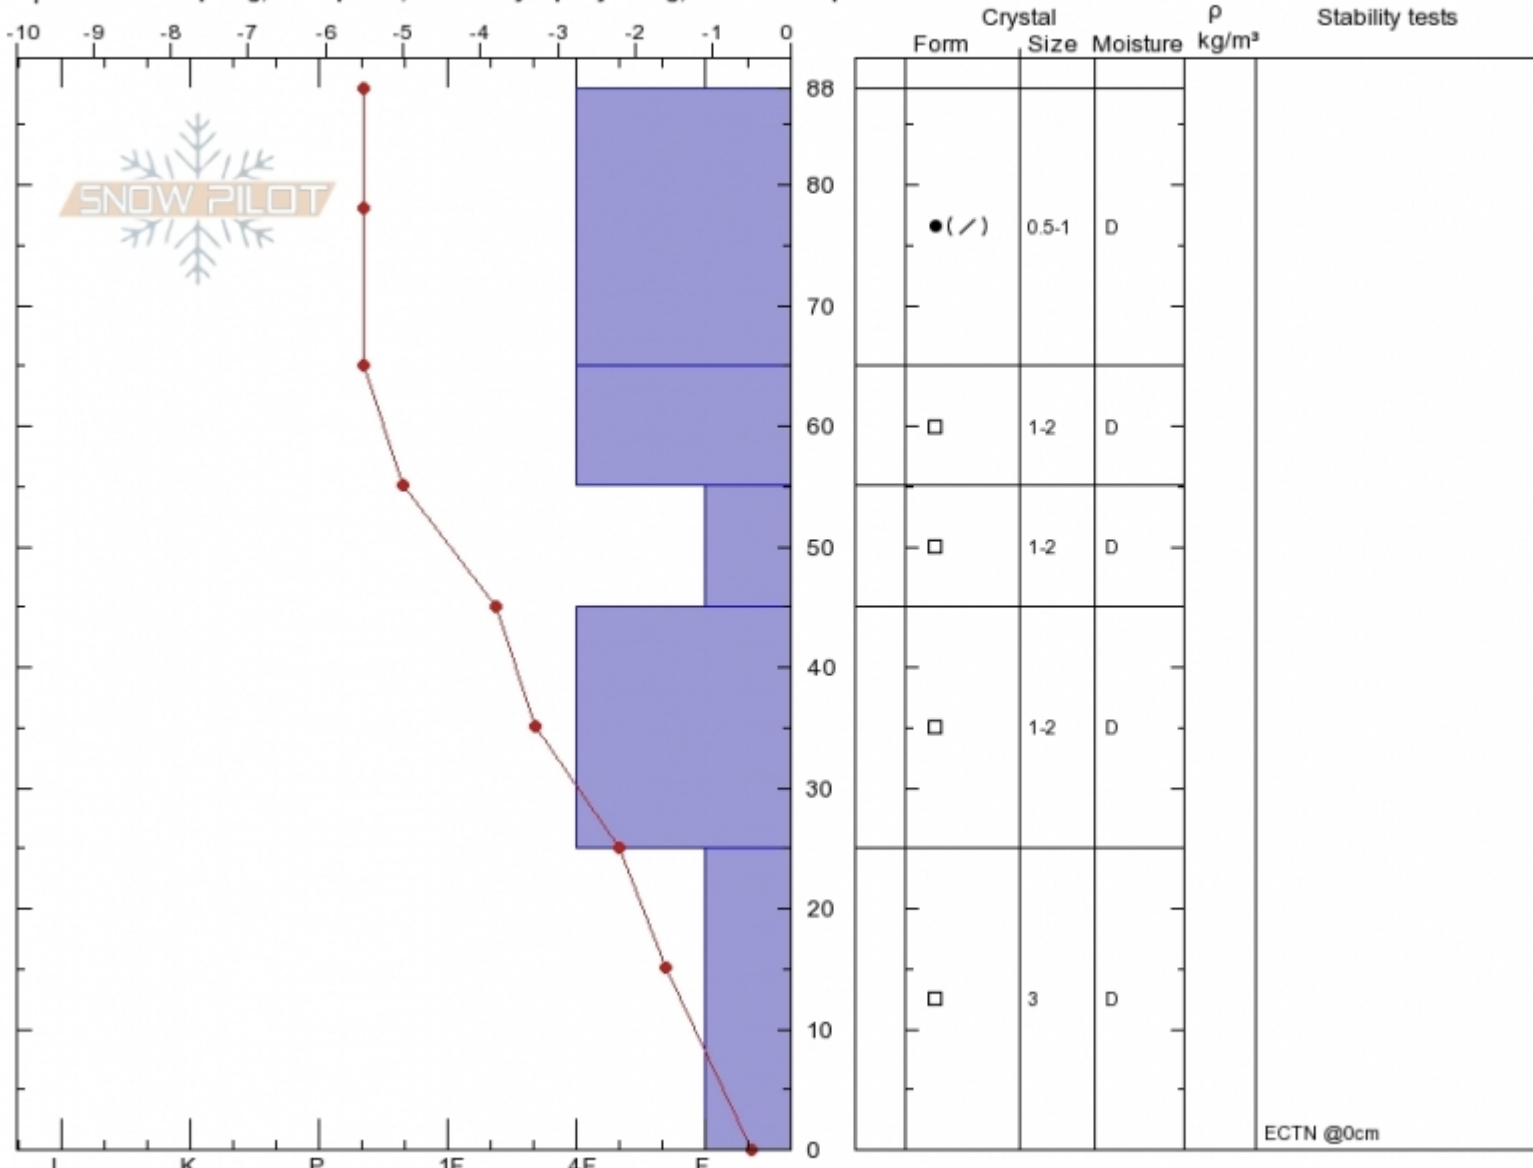 -10 -9 -8 -7 -6 -5 -4 -3 -2 -1 0
Crystal
ρ
Stability tests
Form Size Moisture kg/m³
88
SNOW PILOT
80
●(/) 0.5-1 D
70
60 □ 1-2 D
50 □ 1-2 D
40
□ 1-2 D
30
20
□ 3 D
10
ECTN @0cm
0
I K P 1F 4F F